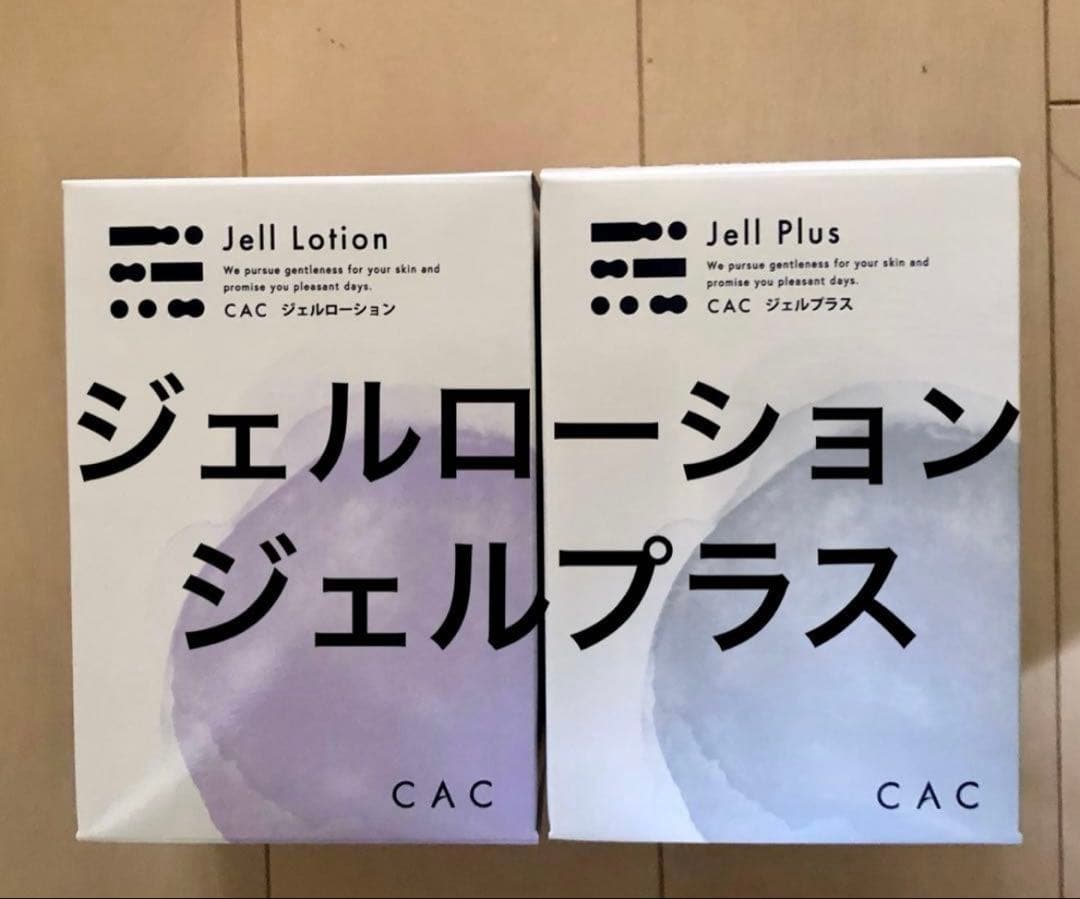 Jell Lotion
We pursue gentleness for your skin and
promise you pleasant days.
CAC ジェルローション
Jell Plus
We pursue gentleness for your skin and
promise you pleasant days.
CAC ジェルプラス
ジェルローション
ジェルプラス
CAC
CAC